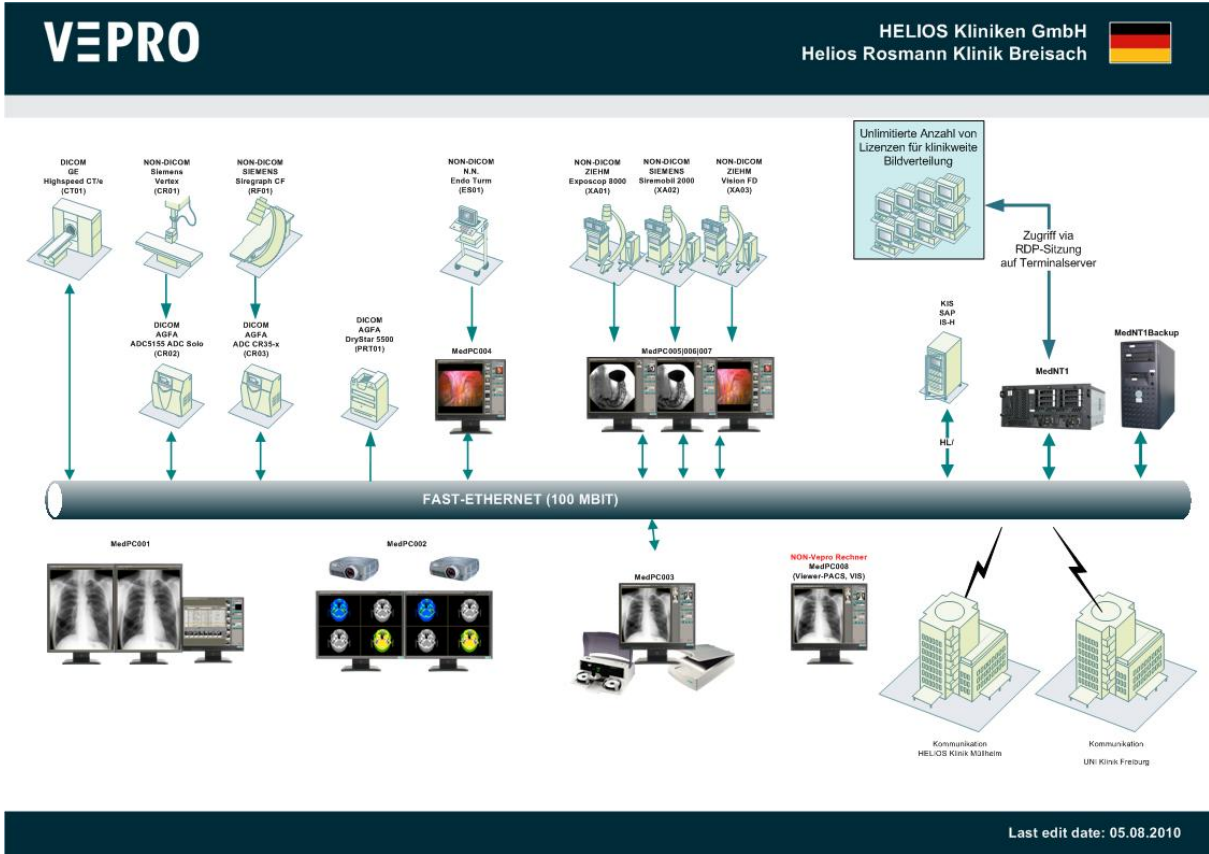 VEPRO
HELIOS Kliniken GmbH
Helios Rosmann Klinik Breisach
DICOM
GE
Highspeed CT/e
(CT01)
NON-DICOM
Siemens
Vertex
(CR01)
NON-DICOM
SIEMENS
Siregraph CF
(RF01)
NON-DICOM
N.N.
Endo Turm
(ES01)
NON-DICOM
ZIEHM
Exposcop 8000
(XA01)
NON-DICOM
SIEMENS
Siremobil 2000
(XA02)
NON-DICOM
ZIEHM
Vision FD
(XA03)
Unlimitierte Anzahl von
Lizenzen für klinikweite
Bildverteilung
Zugriff via
RDP-Sitzung
auf Terminalserver
DICOM
AGFA
ADC5155 ADC Solo
(CR02)
DICOM
AGFA
ADC CR35-x
(CR03)
DICOM
AGFA
DryStar 5500
(PRT01)
MedPC004
MedPC005|006|007
KIS
SAP
IS-H
MedNT1
MedNT1Backup
HL/
FAST-ETHERNET (100 MBIT)
MedPC001
MedPC002
MedPC003
NON-Vepro Rechner
MedPC008
(Viewer-PACS, VIS)
Kommunikation
HELIOS Klinik Müllheim
Kommunikation
UNI Klinik Freiburg
Last edit date: 05.08.2010